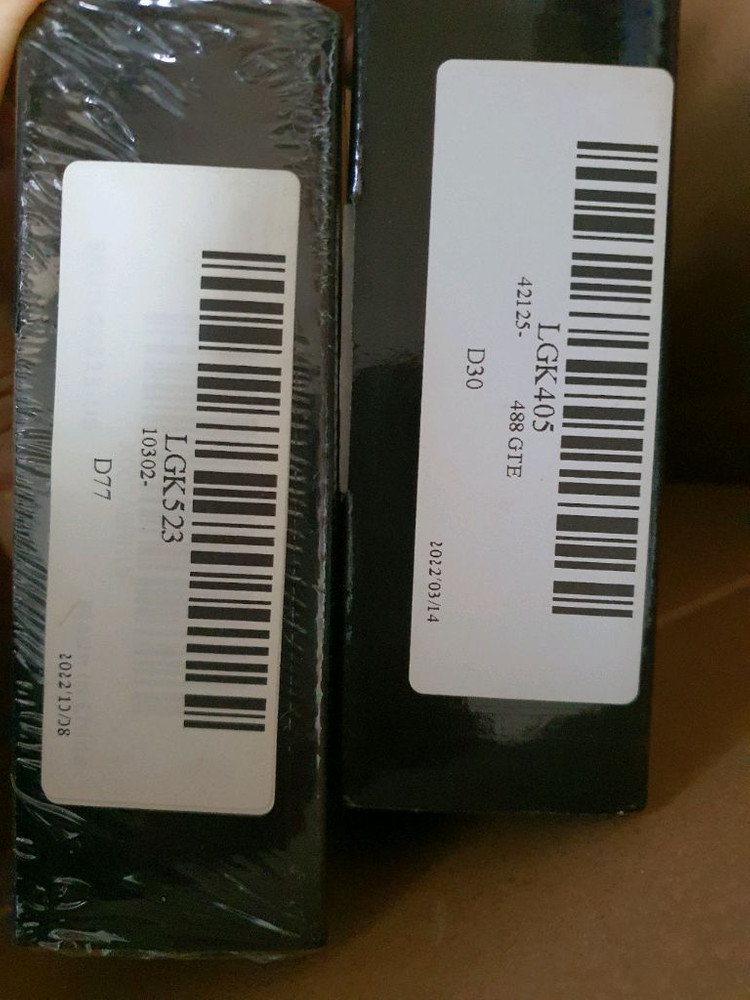 LGK523
10302-
D77
2022/10/08
LGK405
42125- 488 GTE
D30
2022/03/14